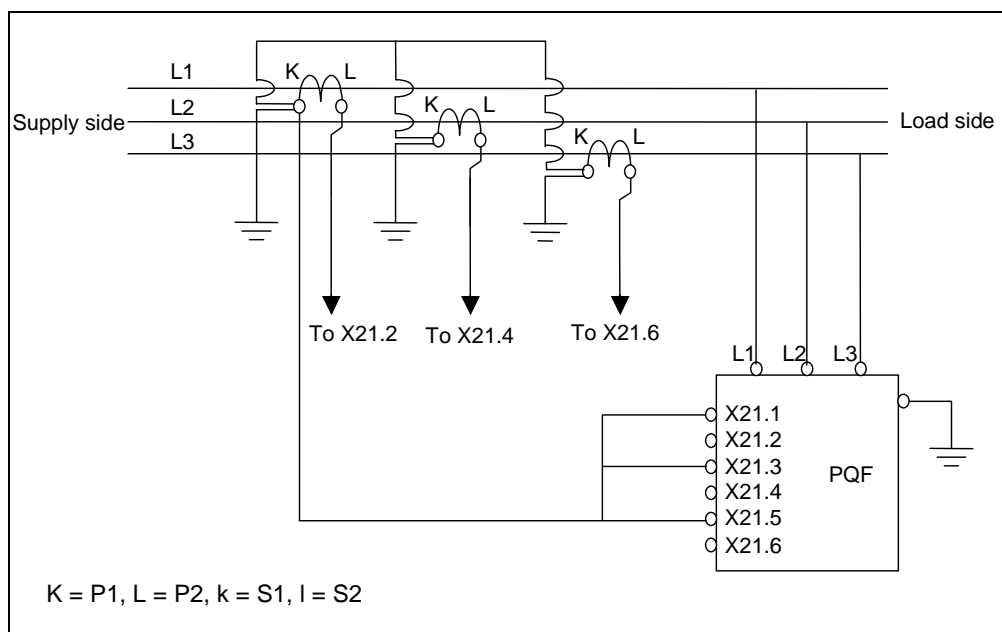 L1
K L
L2
K L
Supply side
Load side
L3
K L
To X21.2
To X21.4
To X21.6
L1 L2 L3
X21.1
X21.2
X21.3
X21.4
PQF
X21.5
X21.6
K = P1, L = P2, k = S1, l = S2